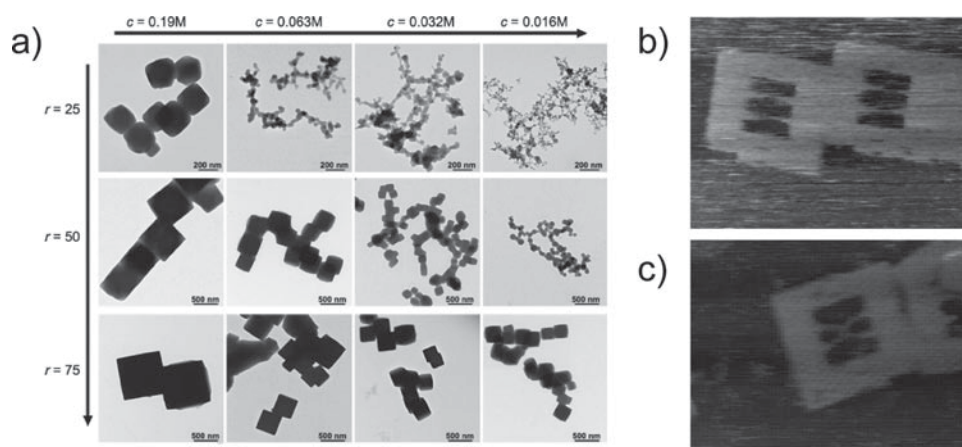 c = 0.19M c = 0.063M c = 0.032M c = 0.016M
a)
b)
r = 25
200 nm 200 nm 200 nm 200 nm
c)
r = 50
500 nm 500 nm 500 nm 500 nm
r = 75
500 nm 500 nm 500 nm 500 nm